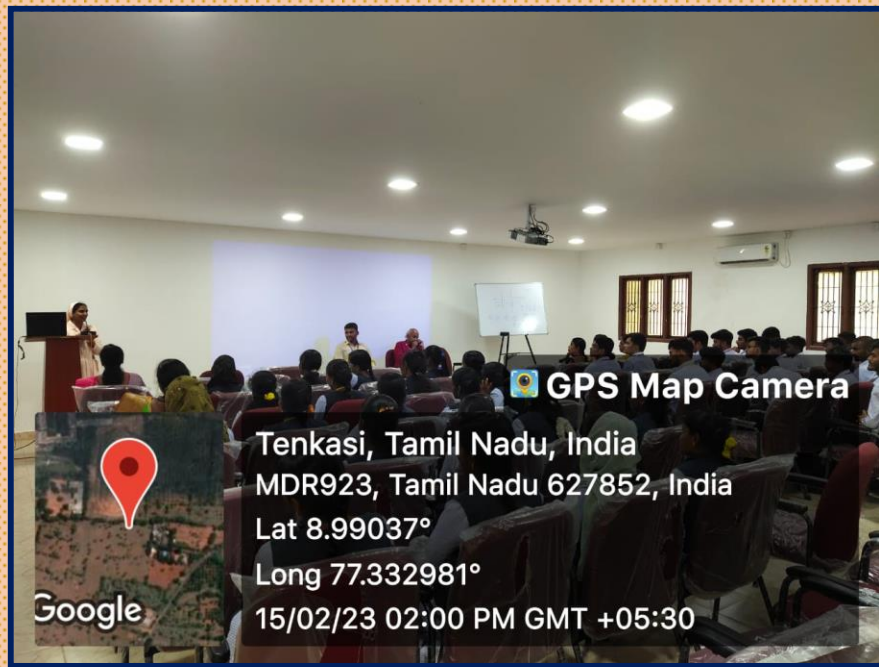 GPS Map Camera
Tenkasi, Tamil Nadu, India
MDR923, Tamil Nadu 627852, India
Lat 8.99037°
Long 77.332981°
15/02/23 02:00 PM GMT +05:30
Google